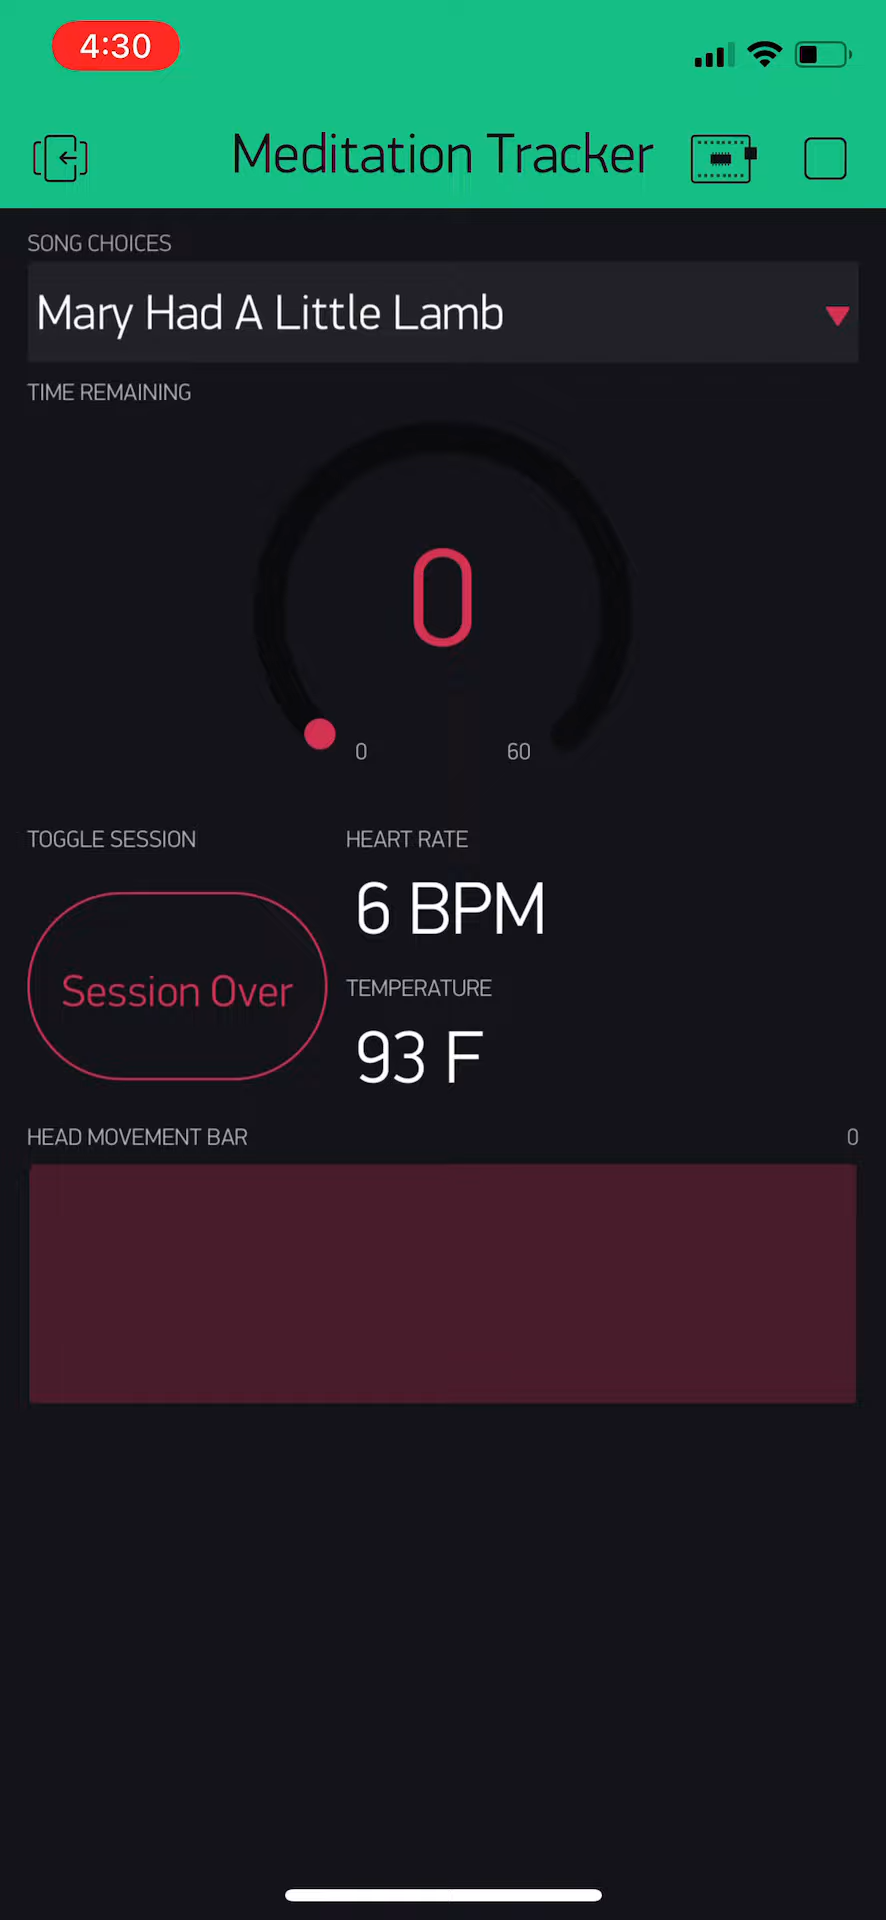 4:30
Meditation Tracker
SONG CHOICES
Mary Had A Little Lamb
TIME REMAINING
0
0 60
TOGGLE SESSION
Session Over
HEART RATE
6 BPM
TEMPERATURE
93 F
HEAD MOVEMENT BAR 0